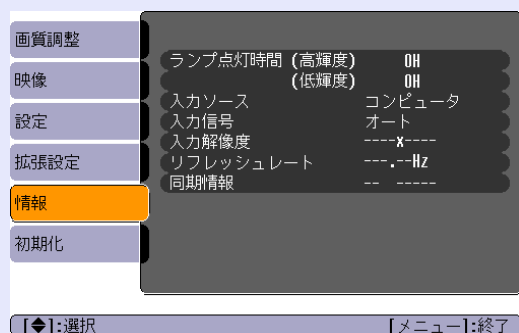 画質調整
映像
設定
拡張設定
情報
初期化
ランプ点灯時間 (高輝度) 0H
(低輝度) 0H
入力ソース コンピュータ
入力信号 オート
入力解像度 ----x----
リフレッシュレート ---.--Hz
同期情報 -- -----
[◆]:選択 [メニュー]:終了